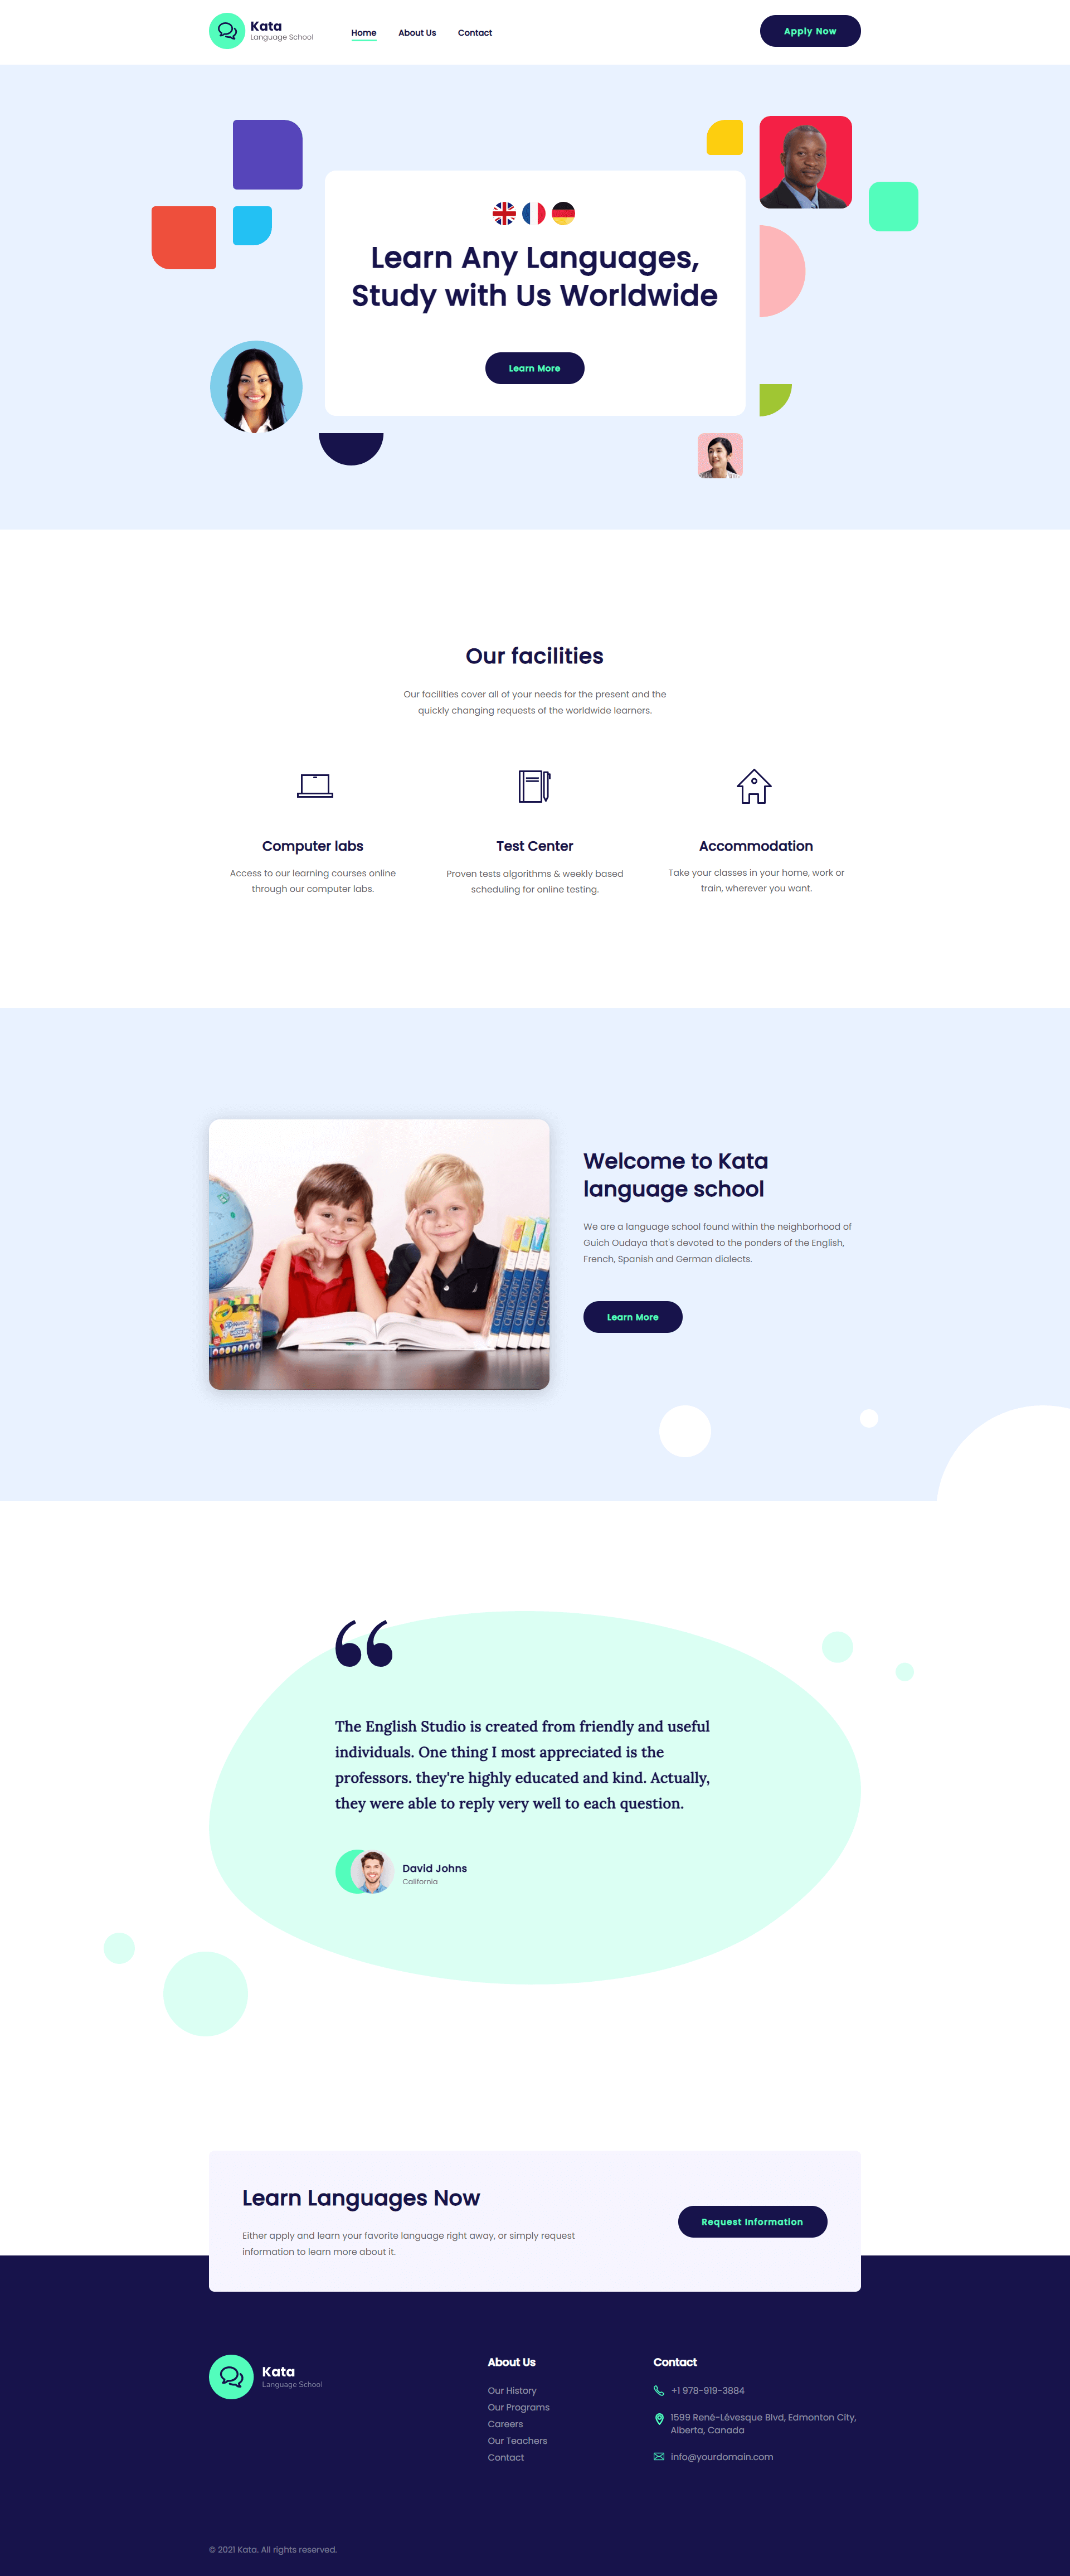 Kata
Language School
Home
About Us
Contact
Apply Now
Learn Any Languages,
Study with Us Worldwide
Learn More
Our facilities
Our facilities cover all of your needs for the present and the
quickly changing requests of the worldwide learners.
Computer labs
Access to our learning courses online
through our computer labs.
Test Center
Proven tests algorithms & weekly based
scheduling for online testing.
Accommodation
Take your classes in your home, work or
train, wherever you want.
CHILDCRAFT
CHILDCRAFT
CHILDCRAFT
CHILDCRAFT
Welcome to Kata
language school
We are a language school found within the neighborhood of
Guich Oudaya that's devoted to the ponders of the English,
French, Spanish and German dialects.
Learn More
“
The English Studio is created from friendly and useful
individuals. One thing I most appreciated is the
professors. they're highly educated and kind. Actually,
they were able to reply very well to each question.
David Johns
California
Learn Languages Now
Either apply and learn your favorite language right away, or simply request
information to learn more about it.
Request Information
Kata
Language School
About Us
Our History
Our Programs
Careers
Our Teachers
Contact
Contact
+1 978-919-3884
1599 René-Lévesque Blvd, Edmonton City,
Alberta, Canada
info@yourdomain.com
© 2021 Kata. All rights reserved.